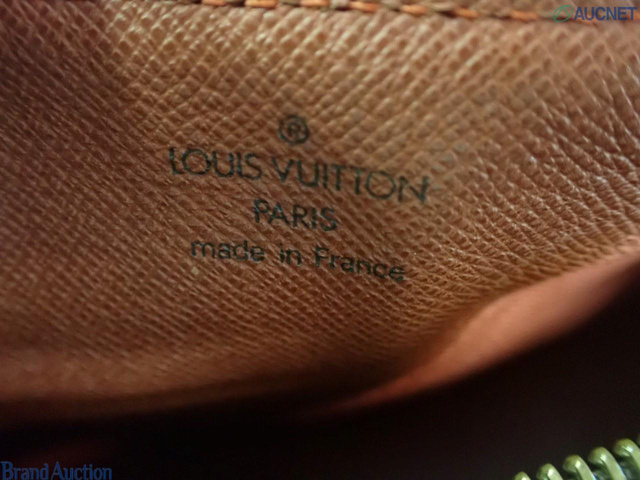 AUCNET
®
LOUIS VUITTON
PARIS
made in France
Brand Auction